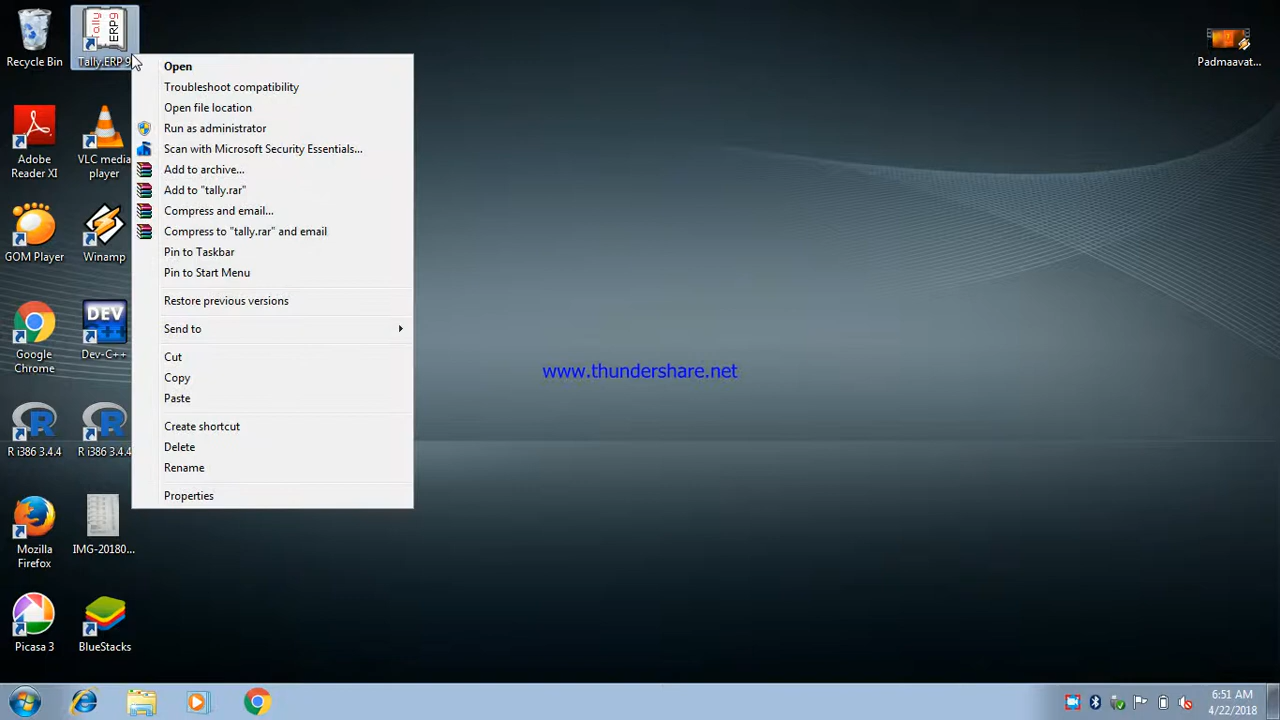 Recycle Bin
Tally.ERP 9
Tally
ERP9
Padmaavat...
Open
Troubleshoot compatibility
Open file location
Run as administrator
Scan with Microsoft Security Essentials...
Add to archive...
Add to "tally.rar"
Compress and email...
Compress to "tally.rar" and email
Pin to Taskbar
Pin to Start Menu
Restore previous versions
Send to
Cut
Copy
Paste
Create shortcut
Delete
Rename
Properties
Adobe
Reader XI
VLC media
player
GOM Player
Winamp
Google
Chrome
DEV
C++
Dev-C++
R i386 3.4.4
R i386 3.4.4
Mozilla
Firefox
IMG-20180...
Picasa 3
BlueStacks
www.thundershare.net
6:51 AM
4/22/2018